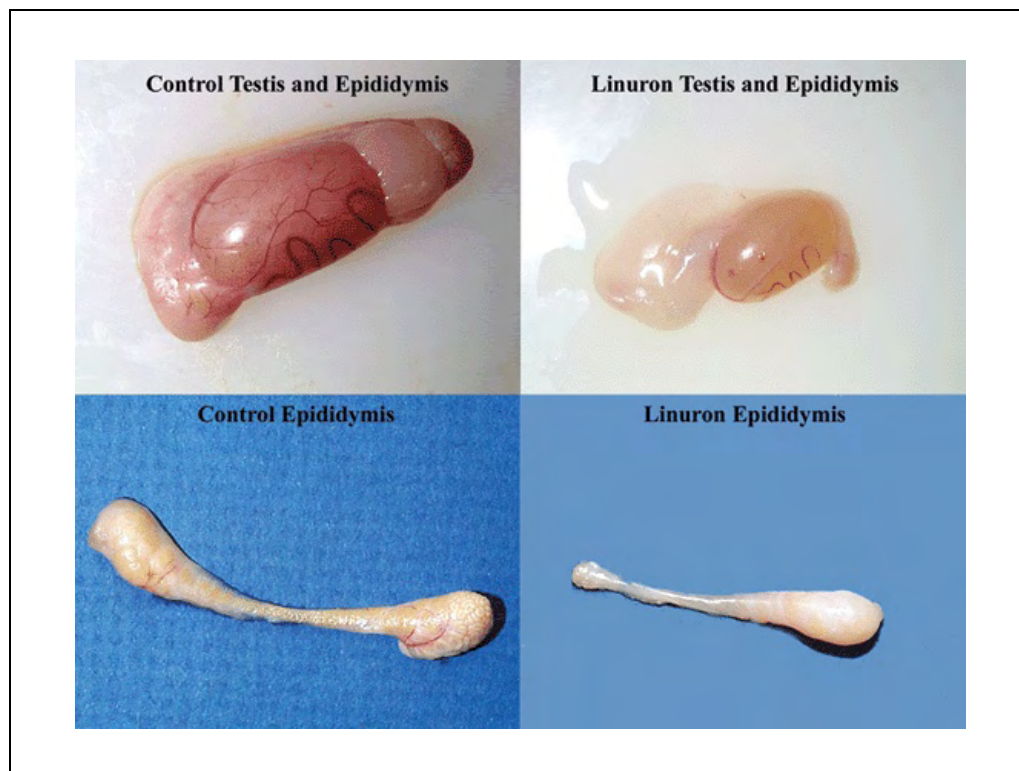 Control Testis and Epididymis
Linuron Testis and Epididymis
Control Epididymis
Linuron Epididymis